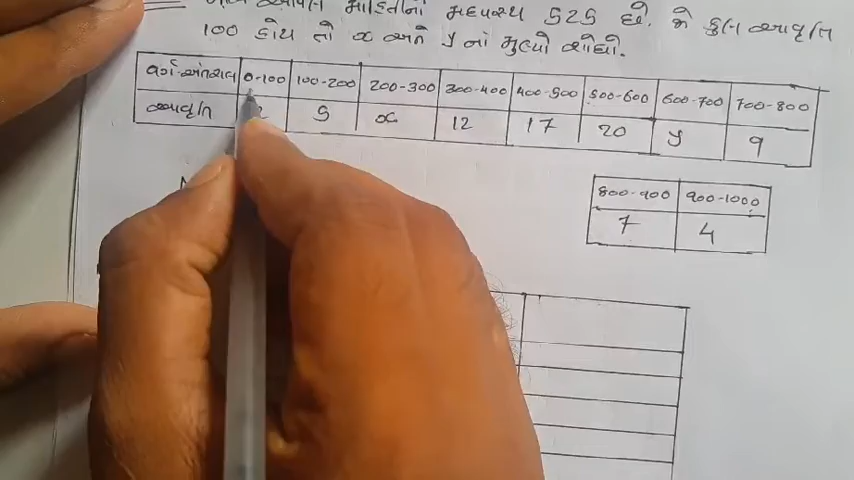 માહિતીનો મધ્યસ્થ 525 છે. જો કુલ આવૃત્તિ
100 હોય તો x અને y નાં મુલ્યો શોધો.
વર્ગ-અંતરાલ 0-100 100-200 200-300 300-400 400-500 500-600 600-700 700-800
આવૃત્તિ 2 5 x 12 17 20 y 9
800-900 900-1000
7 4